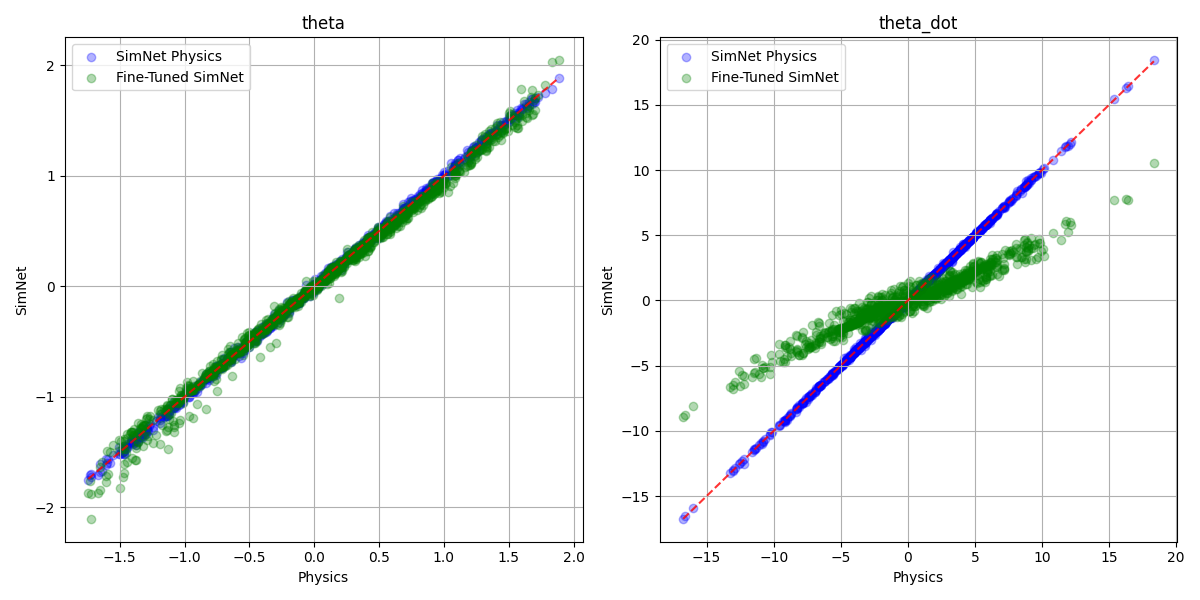 theta
SimNet Physics
Fine-Tuned SimNet
SimNet
2
1
0
−1
−2
−1.5
−1.0
−0.5
0.0
0.5
1.0
1.5
2.0
Physics
theta_dot
SimNet Physics
Fine-Tuned SimNet
SimNet
20
15
10
5
0
−5
−10
−15
−15
−10
−5
0
5
10
15
20
Physics